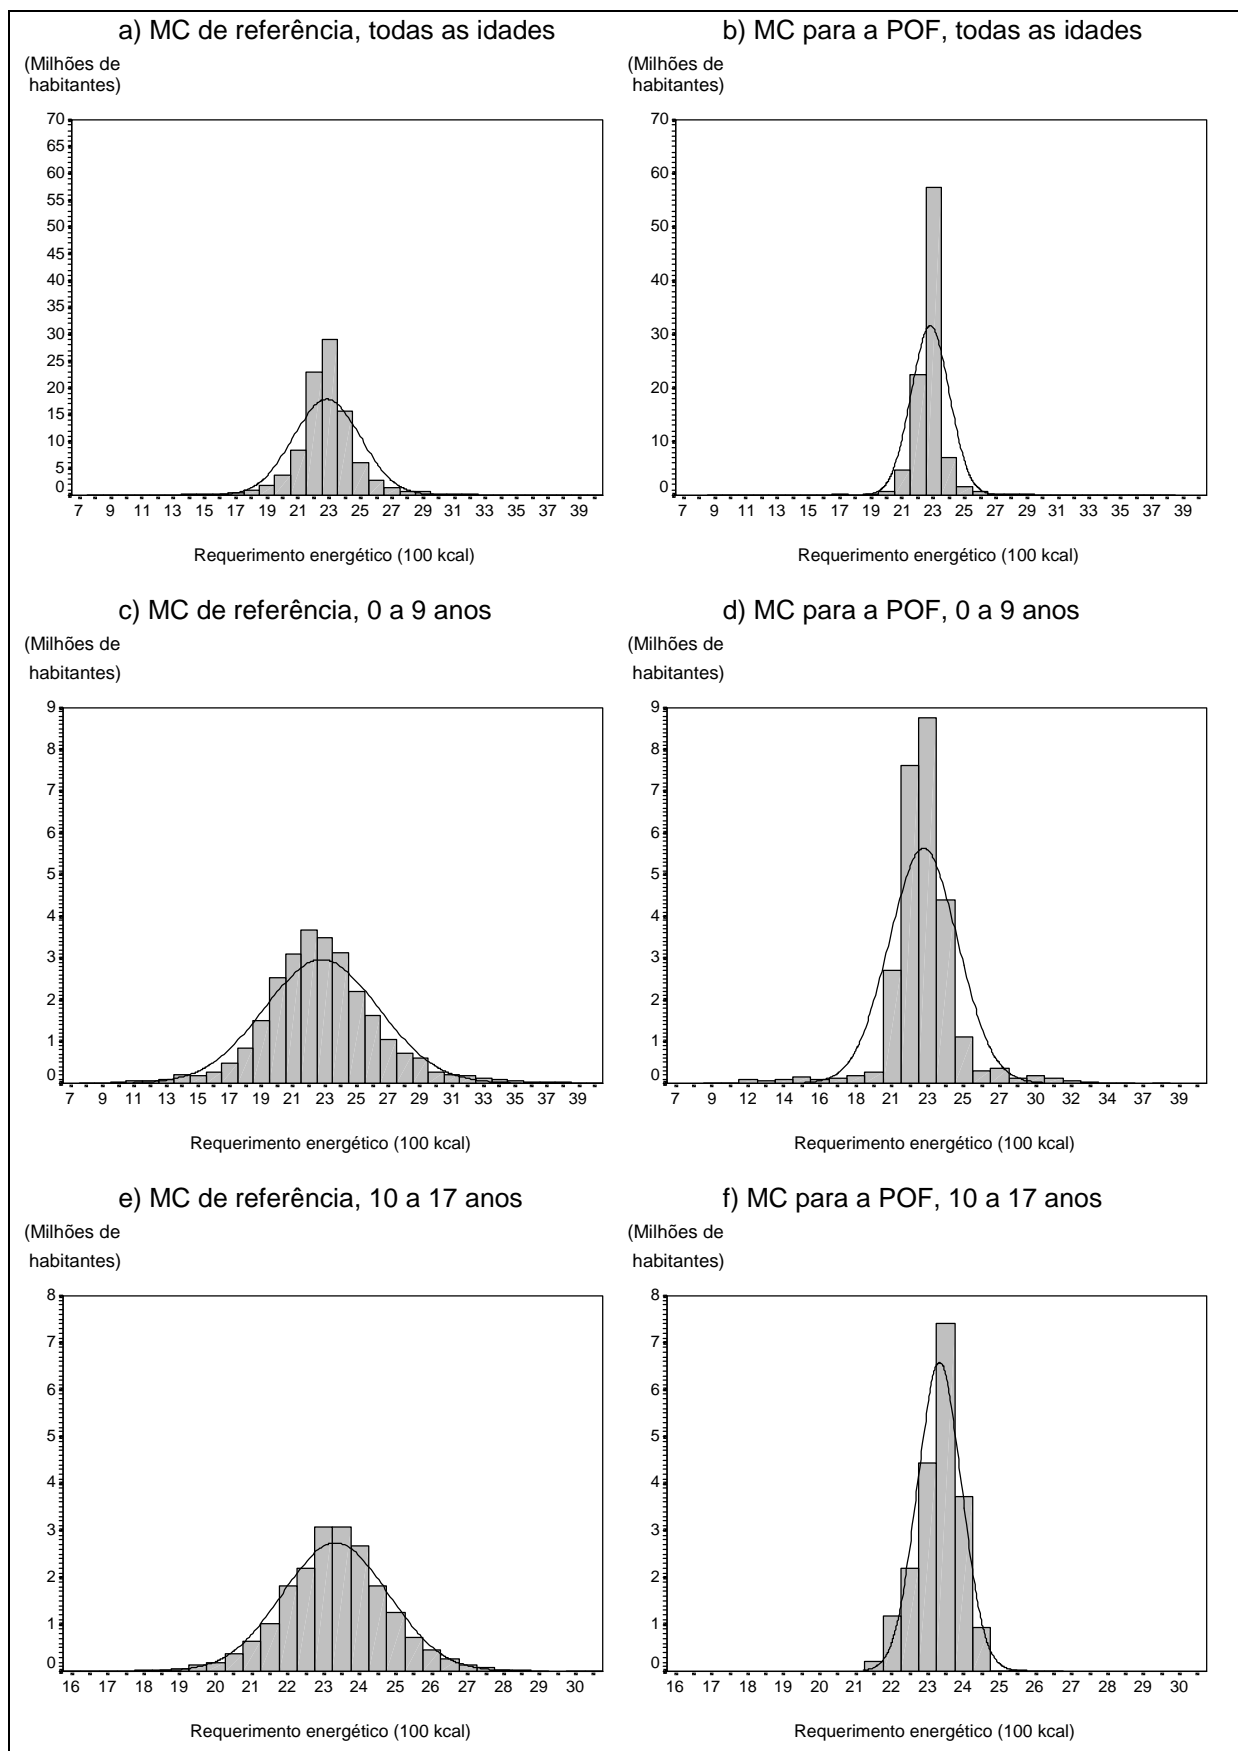 a) MC de referência, todas as idades
(Milhões de
habitantes)
70
65
60
55
50
45
40
35
30
25
20
15
10
5
0
7 9 11 13 15 17 19 21 23 25 27 29 31 33 35 37 39
Requerimento energético (100 kcal)
b) MC para a POF, todas as idades
(Milhões de
habitantes)
70
60
50
40
30
20
10
0
7 9 11 13 15 17 19 21 23 25 27 29 31 33 35 37 39
Requerimento energético (100 kcal)
c) MC de referência, 0 a 9 anos
(Milhões de
habitantes)
9
8
7
6
5
4
3
2
1
0
7 9 11 13 15 17 19 21 23 25 27 29 31 33 35 37 39
Requerimento energético (100 kcal)
d) MC para a POF, 0 a 9 anos
(Milhões de
habitantes)
9
8
7
6
5
4
3
2
1
0
7 9 12 14 16 18 21 23 25 27 30 32 34 37 39
Requerimento energético (100 kcal)
e) MC de referência, 10 a 17 anos
(Milhões de
habitantes)
8
7
6
5
4
3
2
1
0
16 17 18 19 20 21 22 23 24 25 26 27 28 29 30
Requerimento energético (100 kcal)
f) MC para a POF, 10 a 17 anos
(Milhões de
habitantes)
8
7
6
5
4
3
2
1
0
16 17 18 19 20 21 22 23 24 25 26 27 28 29 30
Requerimento energético (100 kcal)